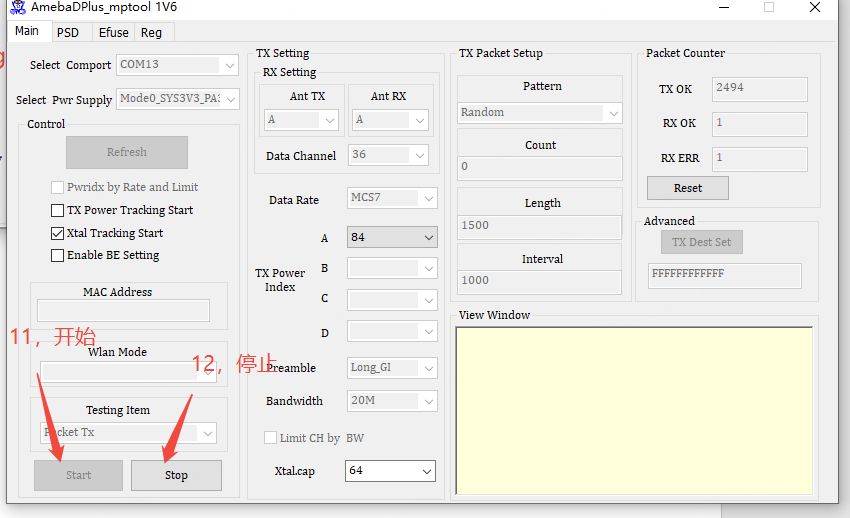 AmebaDPlus_mptool 1V6
Main PSD Efuse Reg
Select Comport COM13
Select Pwr Supply Mode0_SYS3V3_PA3
Control
Refresh
Pwridx by Rate and Limit
TX Power Tracking Start
Xtal Tracking Start
Enable BE Setting
MAC Address
11，开始
Wlan Mode
12，停止
Testing Item
Packet Tx
Start Stop
TX Setting
RX Setting
Ant TX Ant RX
A A
Data Channel 36
Data Rate MCS7
A 84
TX Power Index
B
C
D
Preamble Long_GI
Bandwidth 20M
Limit CH by BW
Xtal.cap 64
TX Packet Setup
Pattern
Random
Count
0
Length
1500
Interval
1000
Packet Counter
TX OK 2494
RX OK 1
RX ERR 1
Reset
Advanced
TX Dest Set
FFFFFFFFFFFF
View Window